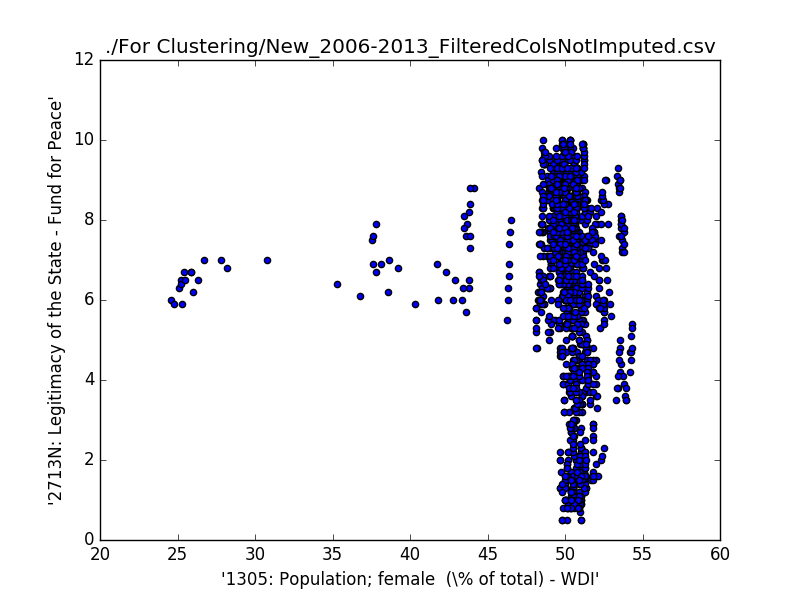 ./For Clustering/New_2006-2013_FilteredColsNotImputed.csv
12
10
8
6
4
2
0
'2713N: Legitimacy of the State - Fund for Peace'
20 25 30 35 40 45 50 55 60
'1305: Population; female  (\% of total) - WDI'